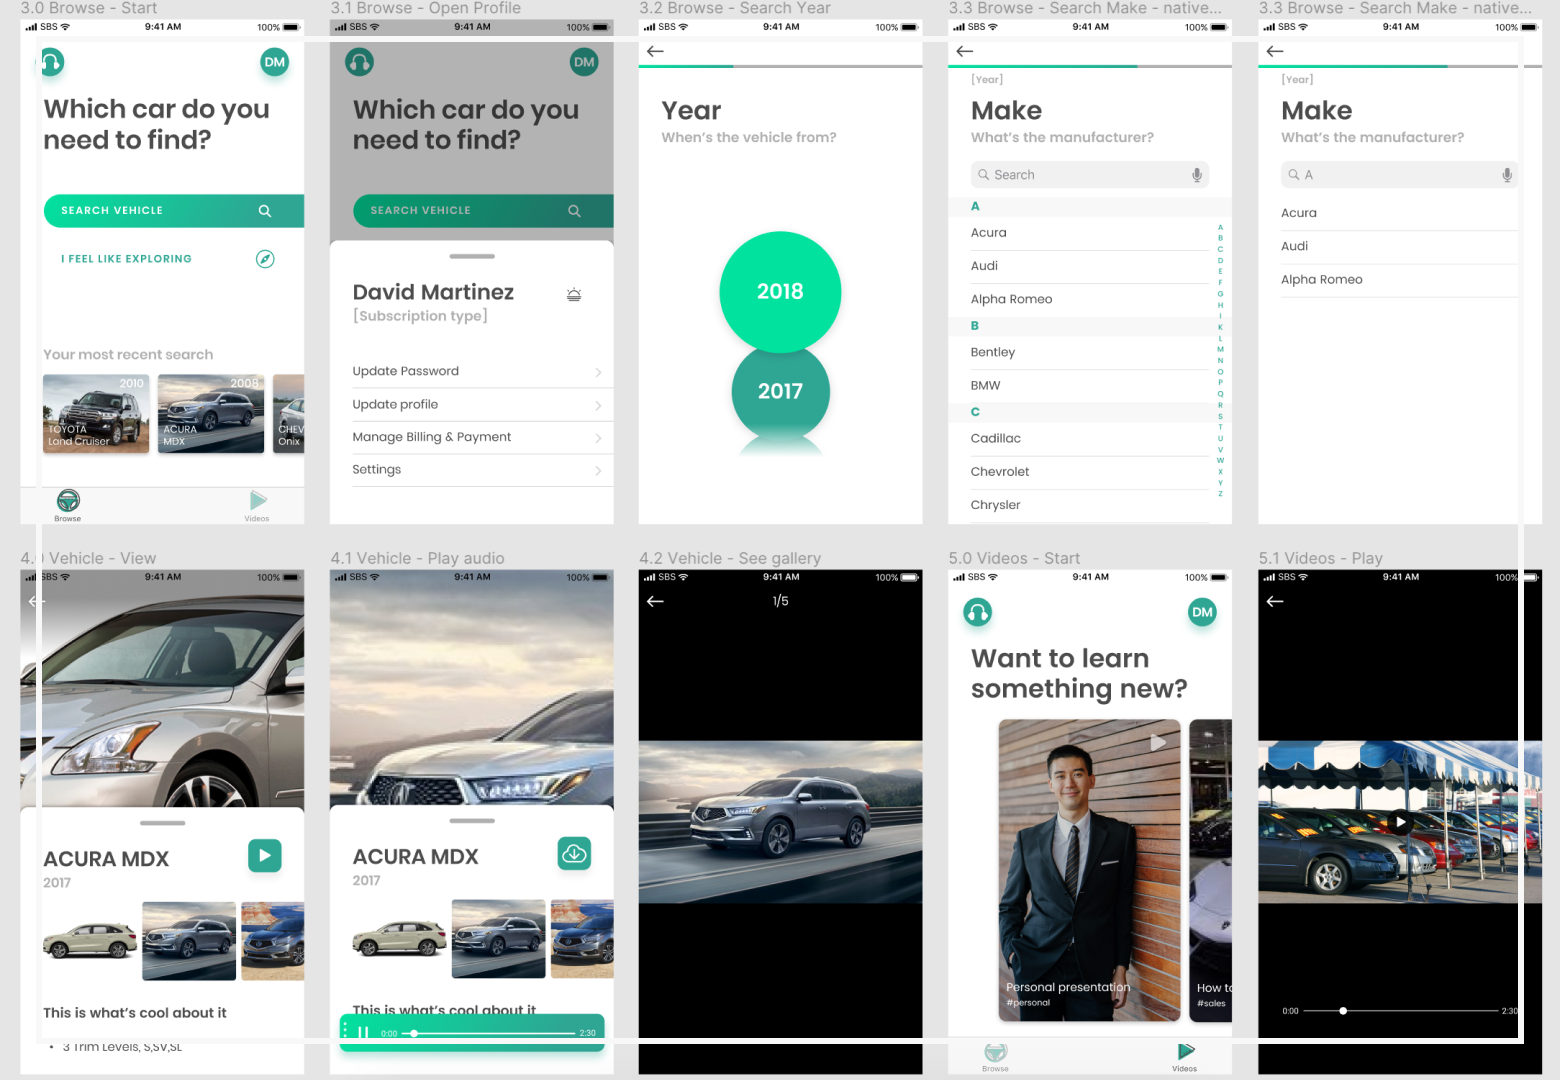 3.0 Browse - Start
SBS 9:41 AM 100%
DM
Which car do you
need to find?
SEARCH VEHICLE
I FEEL LIKE EXPLORING
Your most recent search
2010
TOYOTA
Land Cruiser
2008
ACURA
MDX
CHEV
Onix
Browse
Videos
3.1 Browse - Open Profile
SBS 9:41 AM 100%
DM
Which car do you
need to find?
SEARCH VEHICLE
David Martinez
[Subscription type]
Update Password
Update profile
Manage Billing & Payment
Settings
3.2 Browse - Search Year
SBS 9:41 AM 100%
Year
When's the vehicle from?
2018
2017
3.3 Browse - Search Make - native...
SBS 9:41 AM 100%
[Year]
Make
What's the manufacturer?
Search
A
Acura
Audi
Alpha Romeo
B
Bentley
BMW
C
Cadillac
Chevrolet
Chrysler
A
B
C
D
E
F
G
H
I
K
L
M
N
O
P
Q
R
S
T
U
V
W
X
Y
Z
3.3 Browse - Search Make - native...
SBS 9:41 AM 100%
[Year]
Make
What's the manufacturer?
A
Acura
Audi
Alpha Romeo
4.0 Vehicle - View
SBS 9:41 AM 100%
ACURA MDX
2017
This is what's cool about it
• 3 Trim Levels, S,SV,SL
4.1 Vehicle - Play audio
SBS 9:41 AM 100%
ACURA MDX
2017
This is what's cool about it
0:00 2:30
4.2 Vehicle - See gallery
SBS 9:41 AM 100%
1/5
5.0 Videos - Start
SBS 9:41 AM 100%
DM
Want to learn
something new?
Personal presentation
#personal
How to
#sales
Browse
Videos
5.1 Videos - Play
SBS 9:41 AM 100%
0:00 2:30